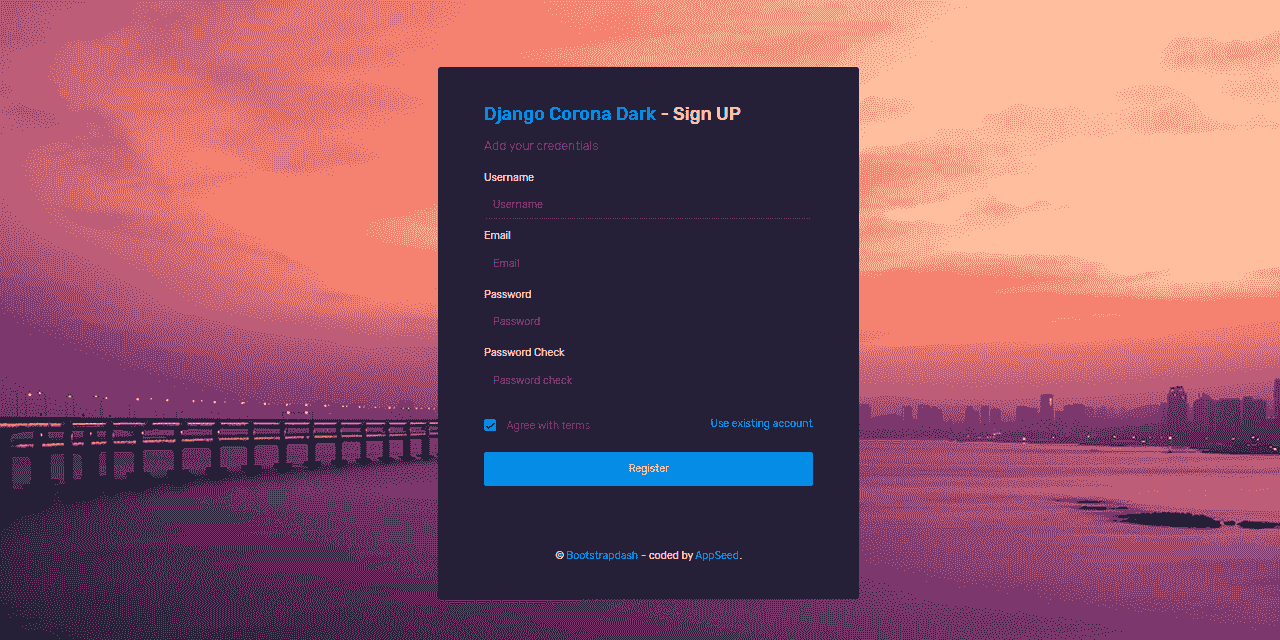 Django Corona Dark - Sign UP
Add your credentials
Username
Username
Email
Email
Password
Password
Password Check
Password check
Agree with terms Use existing account
Register
© Bootstrapdash - coded by AppSeed.